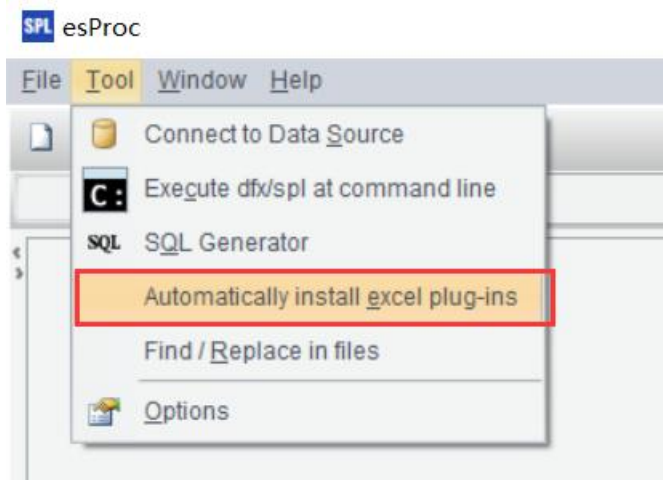 SPL esProc
File Tool Window Help
Connect to Data Source
C: Execute dfx/spl at command line
SQL SQL Generator
Automatically install excel plug-ins
Find / Replace in files
Options